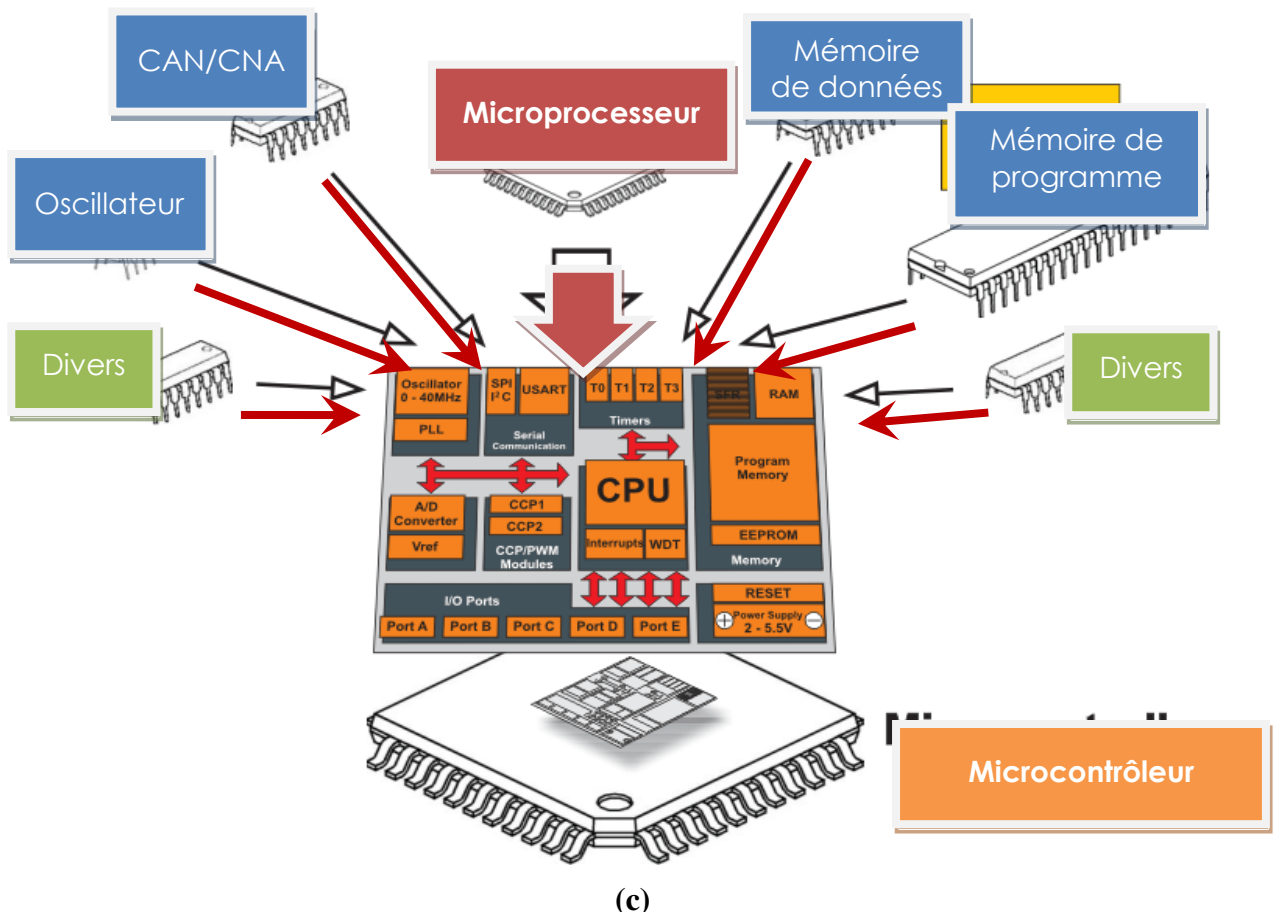 CAN/CNA
Microprocesseur
Mémoire
de données
Mémoire de
programme
Oscillateur
Divers
Divers
Oscillator
0 - 40MHz
PLL
SPI
I²C
USART
Serial
Communication
T0 T1 T2 T3
Timers
SFR
RAM
Program
Memory
EEPROM
Memory
CPU
Interrupts
WDT
A/D
Converter
Vref
CCP1
CCP2
CCP/PWM
Modules
I/O Ports
Port A Port B Port C Port D Port E
RESET
Power Supply
2 - 5.5V
Microcontrôleur
(c)